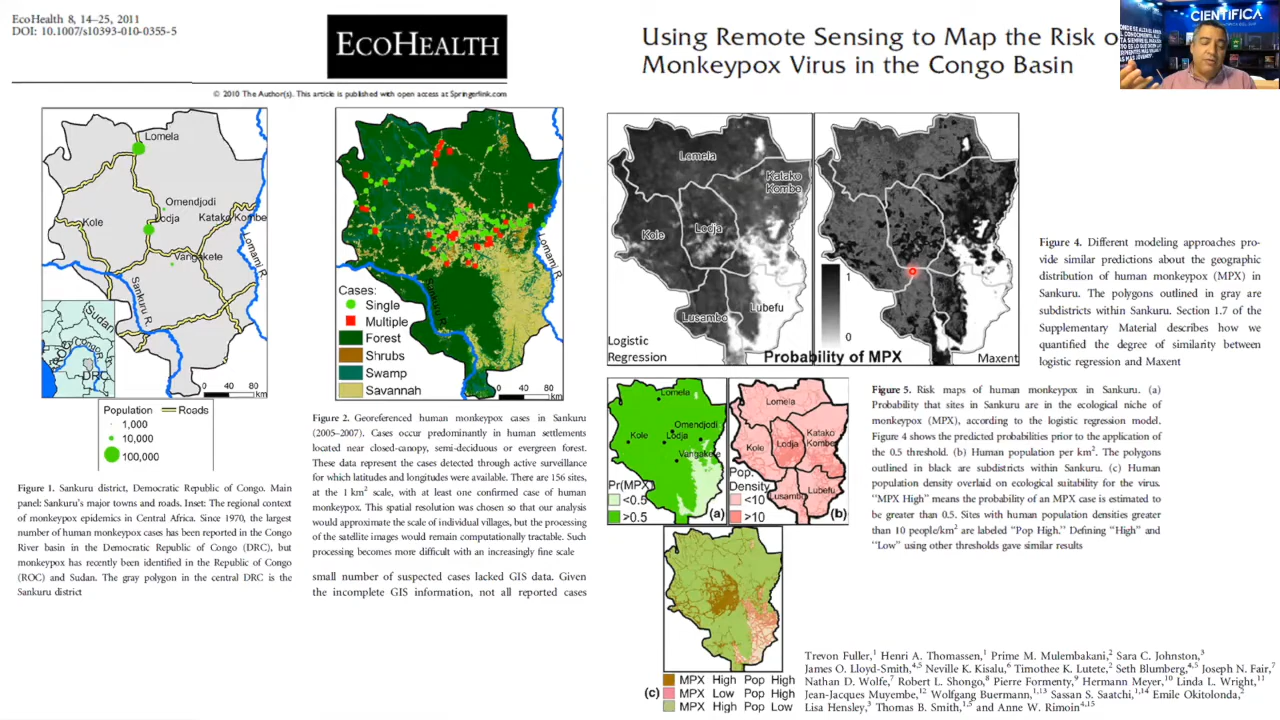 EcoHealth 8, 14–25, 2011
DOI: 10.1007/s10393-010-0355-5
ECOHEALTH
© 2010 The Author(s). This article is published with open access at Springerlink.com
Using Remote Sensing to Map the Risk o
Monkeypox Virus in the Congo Basin
CIENTÍFICA
Lomela
Omendjodi
Lodja
Katako Kombe
Kole
Vangakete
Lomami R.
Sankuru R.
Sudan
Congo
DRC
0 40 80
km
Population
Roads
1,000
10,000
100,000
Figure 1. Sankuru district, Democratic Republic of Congo. Main
panel: Sankuru's major towns and roads. Inset: The regional context
of monkeypox epidemics in Central Africa. Since 1970, the largest
number of human monkeypox cases has been reported in the Congo
River basin in the Democratic Republic of Congo (DRC), but
monkeypox has recently been identified in the Republic of Congo
(ROC) and Sudan. The gray polygon in the central DRC is the
Sankuru district
Lomami R.
Cases:
Single
Multiple
Forest
Shrubs
Swamp
Savannah
0 40 80
km
Figure 2. Georeferenced human monkeypox cases in Sankuru
(2005–2007). Cases occur predominantly in human settlements
located near closed-canopy, semi-deciduous or evergreen forest.
These data represent the cases detected through active surveillance
for which latitudes and longitudes were available. There are 156 sites,
at the 1 km² scale, with at least one confirmed case of human
monkeypox. This spatial resolution was chosen so that our analysis
would approximate the scale of individual villages, but the processing
of the satellite images would remain computationally tractable. Such
processing becomes more difficult with an increasingly fine scale
small number of suspected cases lacked GIS data. Given
the incomplete GIS information, not all reported cases
Lomela
Katako
Kombe
Kole
Lodja
Lusambo
Lubefu
Logistic
Regression
1
0
Probability of MPX
Maxent
Figure 4. Different modeling approaches pro-
vide similar predictions about the geographic
distribution of human monkeypox (MPX) in
Sankuru. The polygons outlined in gray are
subdistricts within Sankuru. Section 1.7 of the
Supplementary Material describes how we
quantified the degree of similarity between
logistic regression and Maxent
Lomela
Omendjodi
Kole
Lodja
Vangakete
Pr(MPX)
<0.5
>0.5
(a)
Lomela
Katako
Kombe
Kole
Lodja
Lusambo
Lubefu
Pop.
Density
<10
>10
(b)
Figure 5. Risk maps of human monkeypox in Sankuru. (a)
Probability that sites in Sankuru are in the ecological niche of
monkeypox (MPX), according to the logistic regression model.
Figure 4 shows the predicted probabilities prior to the application of
the 0.5 threshold. (b) Human population per km². The polygons
outlined in black are subdistricts within Sankuru. (c) Human
population density overlaid on ecological suitability for the virus.
“MPX High” means the probability of an MPX case is estimated to
be greater than 0.5. Sites with human population densities greater
than 10 people/km² are labeled “Pop High.” Defining “High” and
“Low” using other thresholds gave similar results
MPX High Pop High
(c) MPX Low Pop High
MPX High Pop Low
Trevon Fuller,¹ Henri A. Thomassen,¹ Prime M. Mulembakani,² Sara C. Johnston,³
James O. Lloyd-Smith,⁴,⁵ Neville K. Kisalu,⁶ Timothee K. Lutete,² Seth Blumberg,⁴,⁵ Joseph N. Fair,⁷
Nathan D. Wolfe,⁷ Robert L. Shongo,⁸ Pierre Formenty,⁹ Hermann Meyer,¹⁰ Linda L. Wright,¹¹
Jean-Jacques Muyembe,¹² Wolfgang Buermann,¹,¹³ Sassan S. Saatchi,¹,¹⁴ Emile Okitolonda,²
Lisa Hensley,³ Thomas B. Smith,¹,⁵ and Anne W. Rimoin⁴,¹⁵